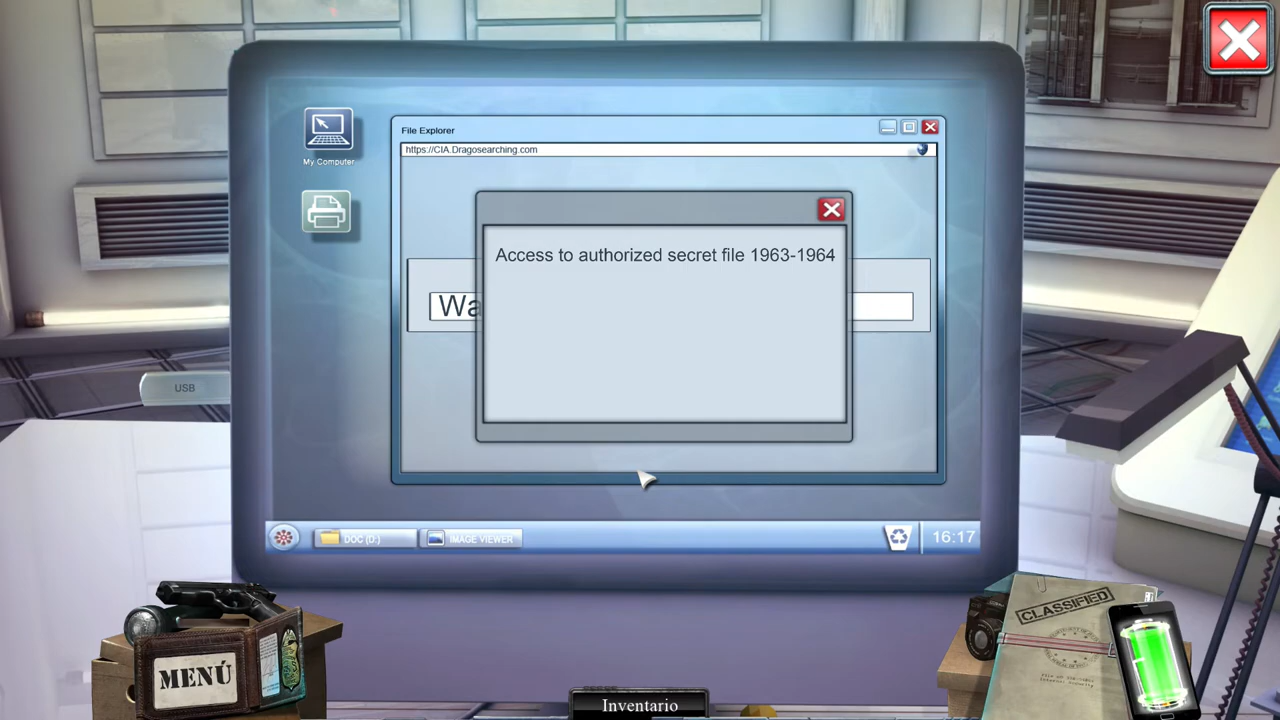 My Computer
File Explorer
https://CIA.Dragosearching.com
Access to authorized secret file 1963-1964
Wa
USB
DOC (D:)
IMAGE VIEWER
16:17
MENÚ
CLASSIFIED
Inventario